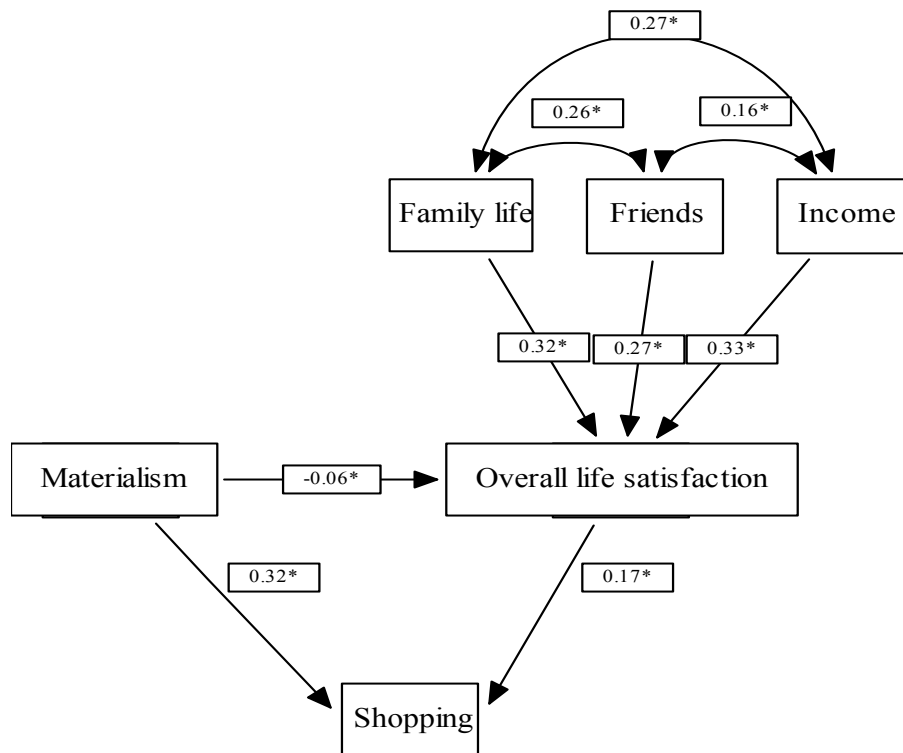 0.27*
0.26*
0.16*
Family life
Friends
Income
0.32*
0.27*
0.33*
Materialism
-0.06*
Overall life satisfaction
0.32*
0.17*
Shopping